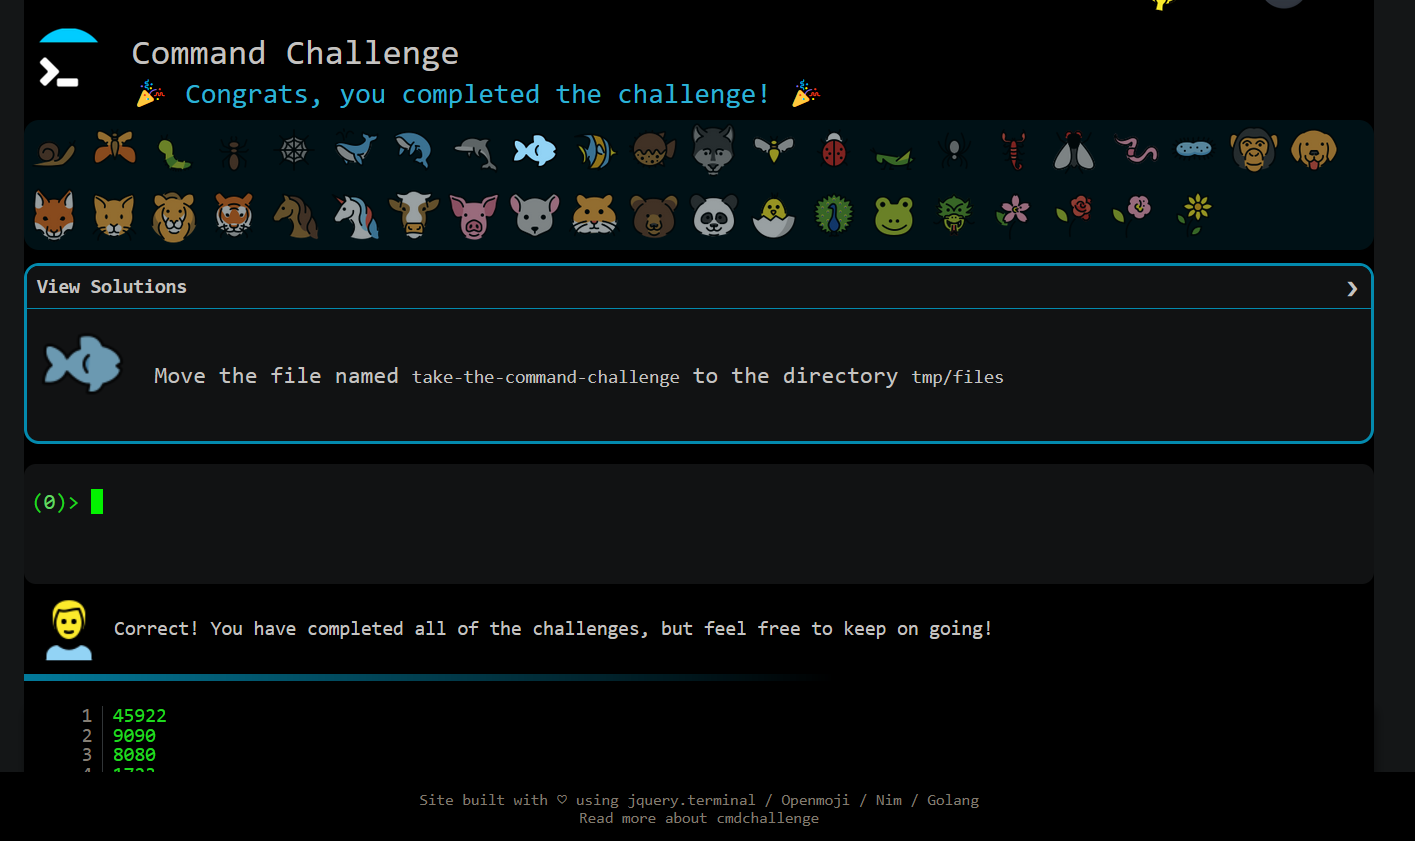 Command Challenge
🎉 Congrats, you completed the challenge! 🎉
View Solutions ❯
Move the file named take-the-command-challenge to the directory tmp/files
(0)>
Correct! You have completed all of the challenges, but feel free to keep on going!
1 45922
2 9090
3 8080
Site built with ♡ using jquery.terminal / Openmoji / Nim / Golang
Read more about cmdchallenge